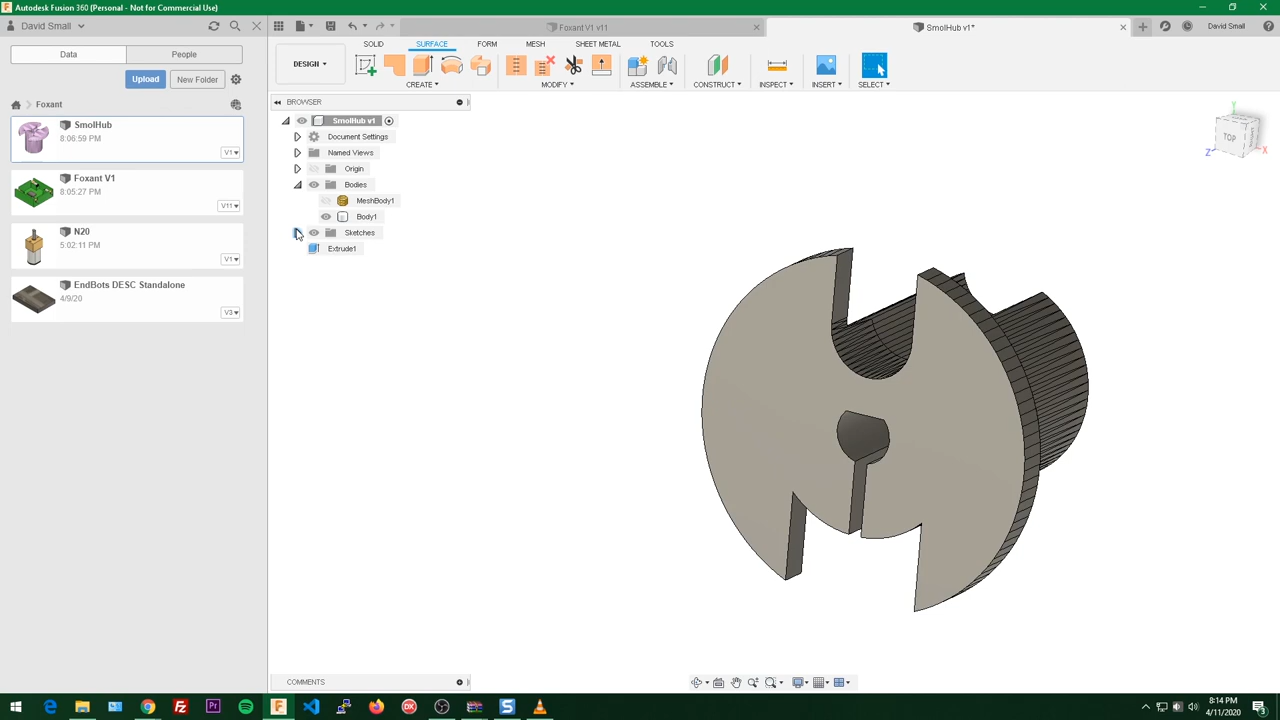 Autodesk Fusion 360 (Personal - Not for Commercial Use)
David Small
Foxant V1 v11
SmolHub v1*
David Small
Data
People
Upload
New Folder
Foxant
SmolHub
8:06:59 PM
V1
Foxant V1
8:05:27 PM
V11
N20
5:02:11 PM
V1
EndBots DESC Standalone
4/9/20
V3
DESIGN
SOLID
SURFACE
FORM
MESH
SHEET METAL
TOOLS
CREATE
MODIFY
ASSEMBLE
CONSTRUCT
INSPECT
INSERT
SELECT
BROWSER
SmolHub v1
Document Settings
Named Views
Origin
Bodies
MeshBody1
Body1
Sketches
Extrude1
Y
TOP
Z
X
COMMENTS
8:14 PM
4/11/2020